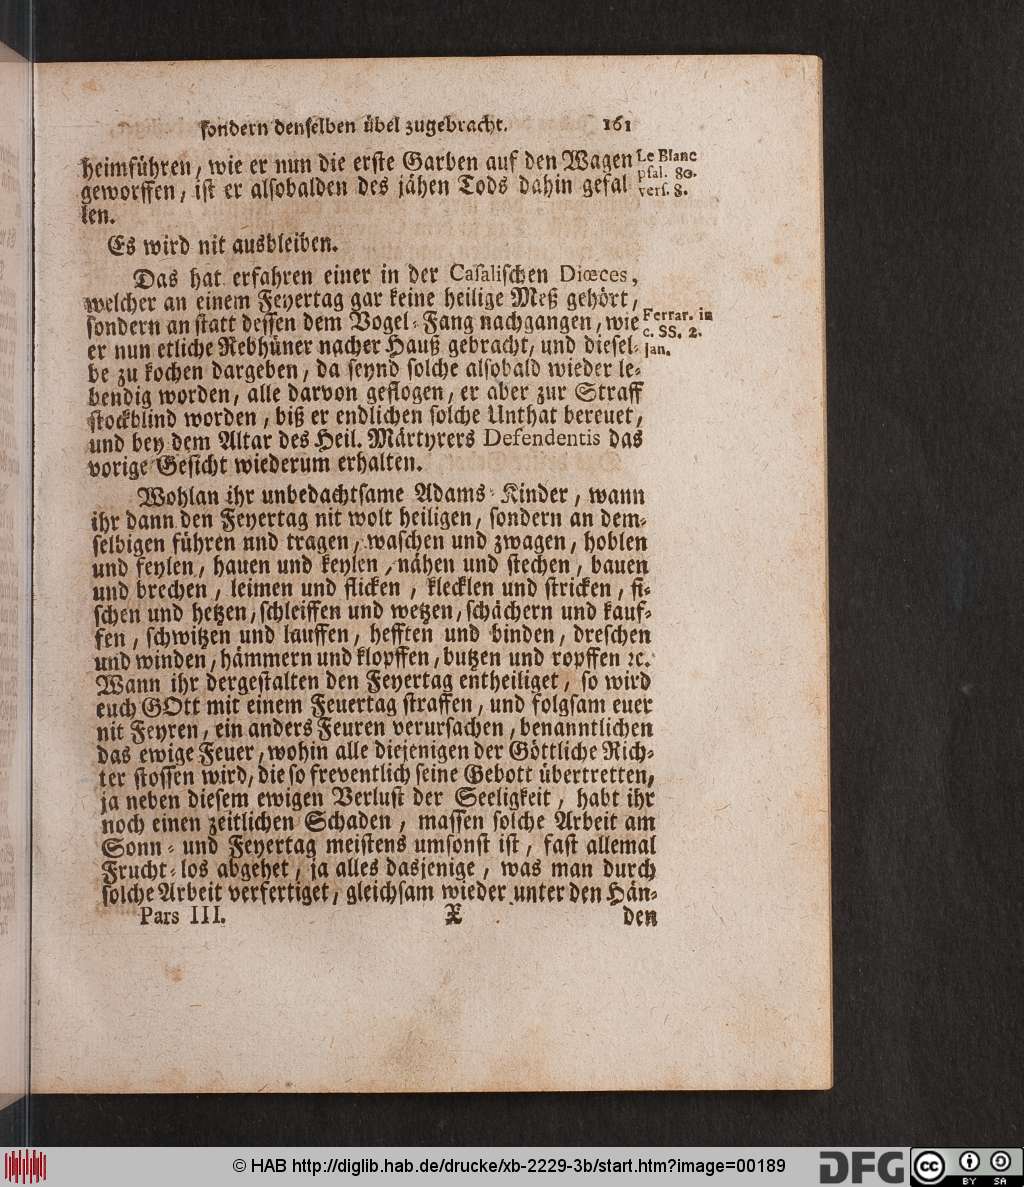 sondern denselben übel zugebracht. 161
heimführen, wie er nun die erste Garben auf den Wagen
geworffen, ist er alsobalden des jähen Tods dahin gefal
len.
Le Blanc
psal. 80.
vers. 8.
Es wird nit ausbleiben.
Das hat erfahren einer in der Casalischen Diœces,
welcher an einem Feyertag gar keine heilige Meß gehört,
sondern an statt dessen dem Vogel-Fang nachgangen, wie
er nun etliche Rebhüner nacher Hauß gebracht, und diesel-
be zu kochen dargeben, da seynd solche alsobald wieder le-
bendig worden, alle darvon geflogen, er aber zur Straff
stockblind worden, biß er endlichen solche Unthat bereuet,
und bey dem Altar des Heil. Märtyrers Defendentis das
vorige Gesicht wiederum erhalten.
Ferrar. in
c. SS. 2.
jan.
Wohlan ihr unbedachtsame Adams-Kinder, wann
ihr dann den Feyertag nit wolt heiligen, sondern an dem-
selbigen führen und tragen, waschen und zwagen, hoblen
und feylen, hauen und keylen, nähen und stechen, bauen
und brechen, leimen und flicken, klecklen und stricken, fi-
schen und hetzen, schleiffen und wetzen, schächern und kauf-
fen, schwitzen und lauffen, hefften und binden, dreschen
und winden, hämmern und klopffen, butzen und ropffen ꝛc.
Wann ihr dergestalten den Feyertag entheiliget, so wird
euch GOtt mit einem Feuertag straffen, und folgsam euer
nit Feyren, ein anders Feuren verursachen, benanntlichen
das ewige Feuer, wohin alle diejenigen der Göttliche Rich-
ter stossen wird, die so freventlich seine Gebott übertretten,
ja neben diesem ewigen Verlust der Seeligkeit, habt ihr
noch einen zeitlichen Schaden, massen solche Arbeit am
Sonn- und Feyertag meistens umsonst ist, fast allemal
Frucht-los abgehet, ja alles dasjenige, was man durch
solche Arbeit verfertiget, gleichsam wieder unter den Hän-
Pars III. X den
© HAB http://diglib.hab.de/drucke/xb-2229-3b/start.htm?image=00189
DFG
cc BY SA